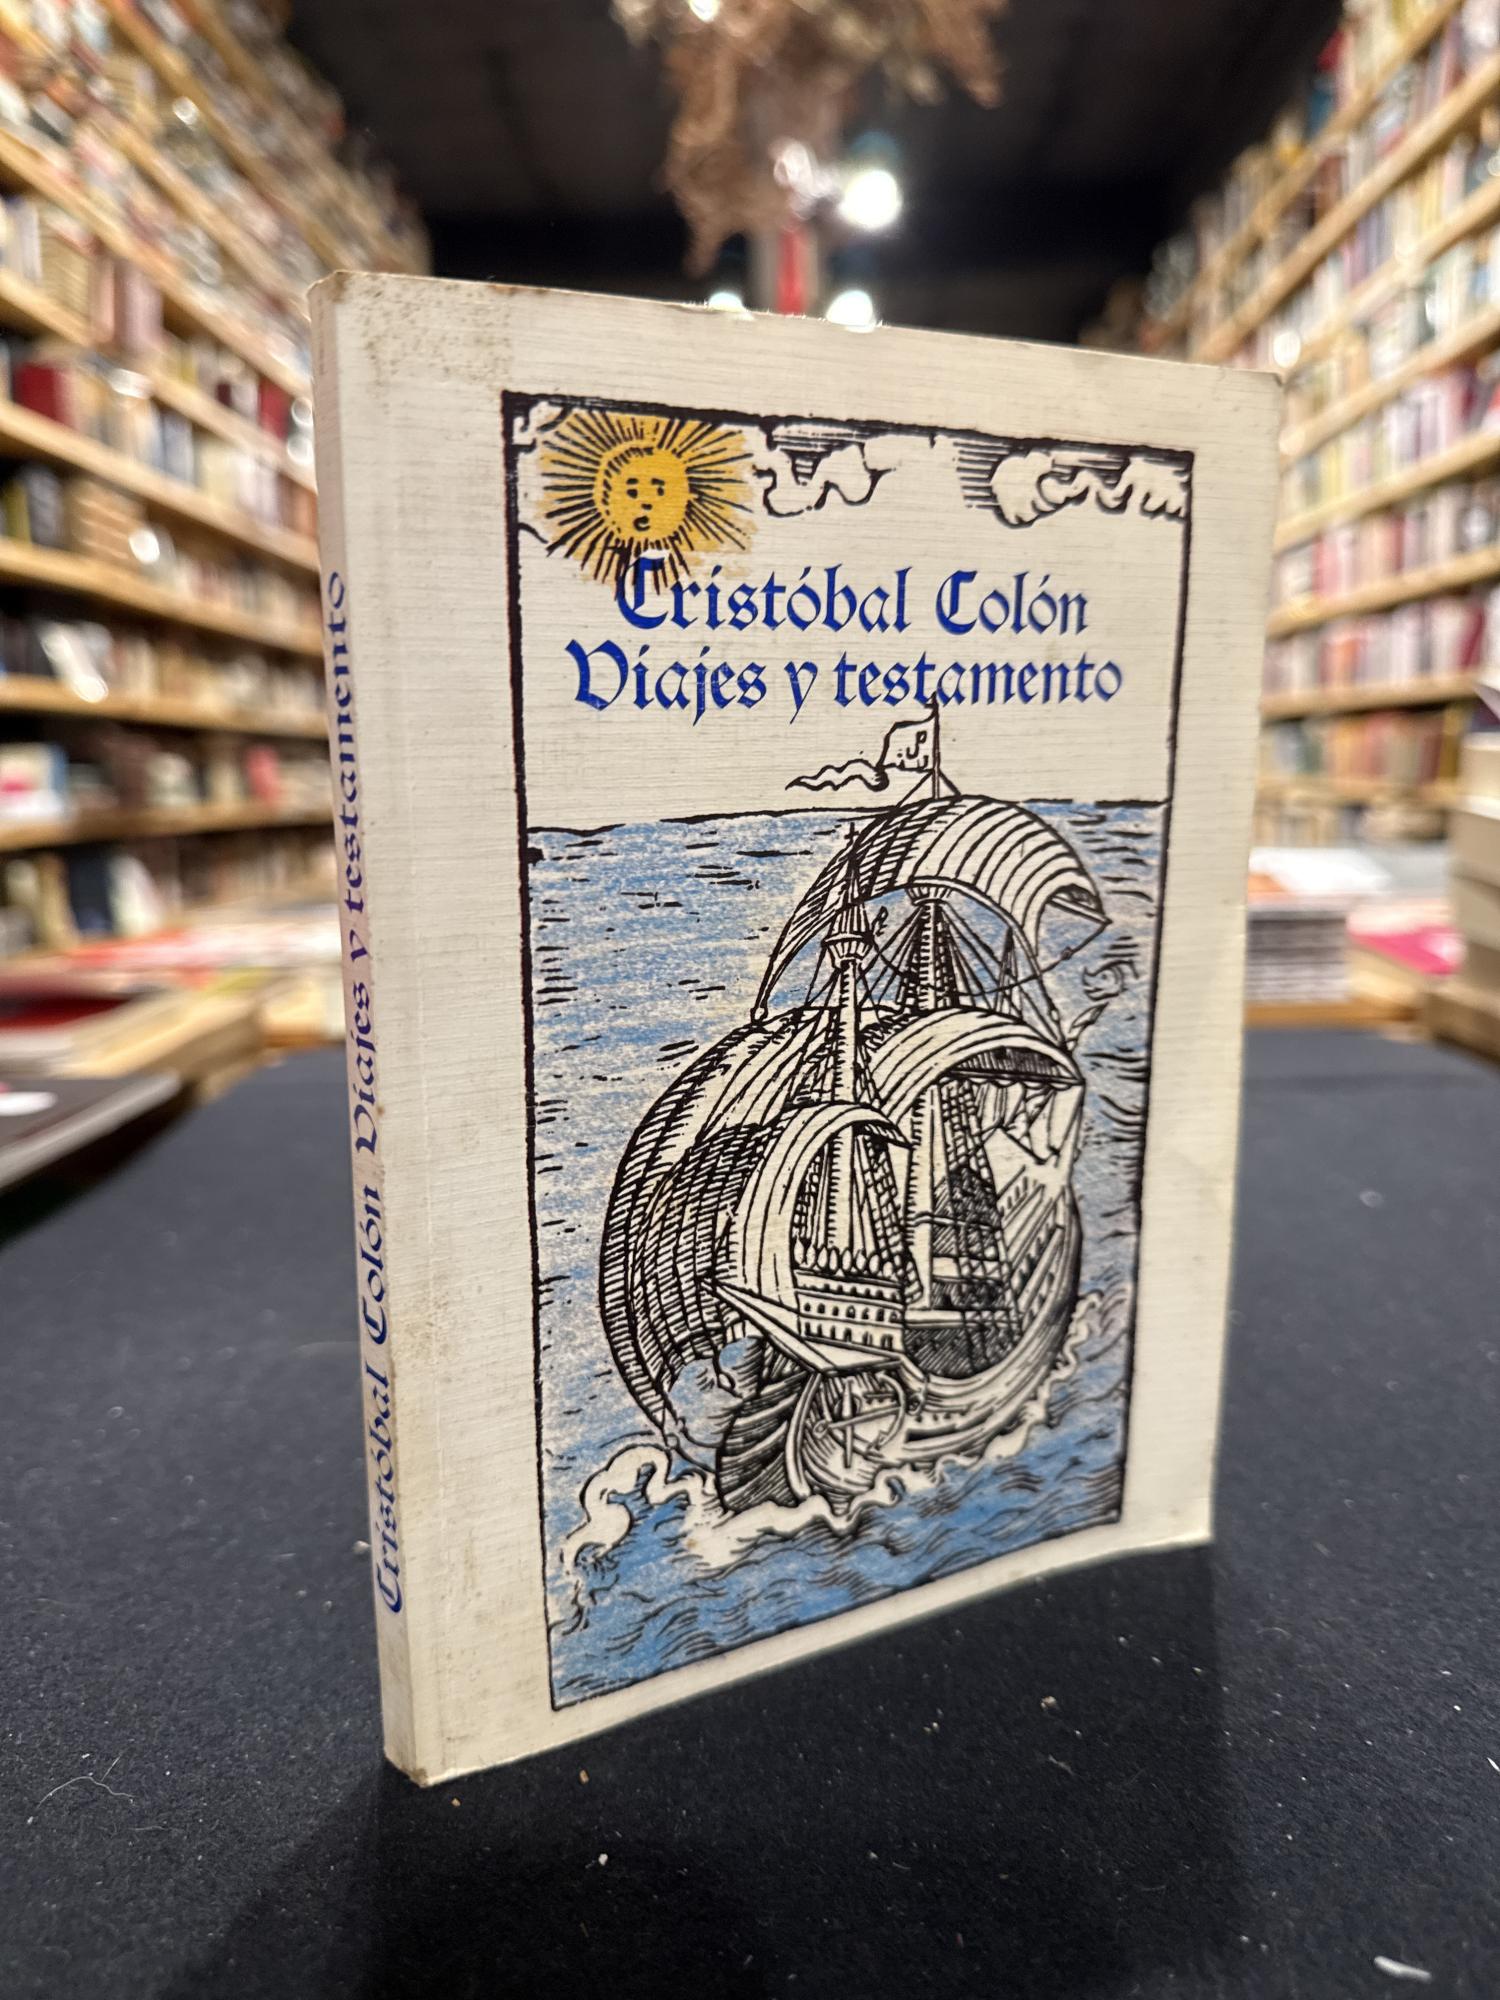 Cristóbal Colón
Viajes y testamento
Cristóbal Colón Viajes y testamento